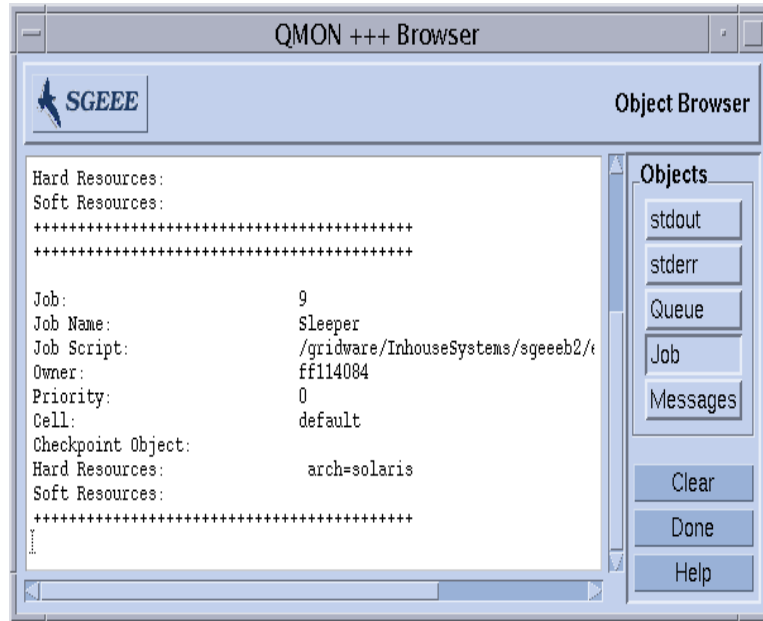 QMON +++ Browser
SGEEE
Object Browser
Hard Resources:
Soft Resources:
+++++++++++++++++++++++++++++++++++++++++++
+++++++++++++++++++++++++++++++++++++++++++
Job: 9
Job Name: Sleeper
Job Script: /gridware/InhouseSystems/sgeeeb2/
Owner: ff114084
Priority: 0
Cell: default
Checkpoint Object:
Hard Resources: arch=solaris
Soft Resources:
+++++++++++++++++++++++++++++++++++++++++++
Objects
stdout
stderr
Queue
Job
Messages
Clear
Done
Help